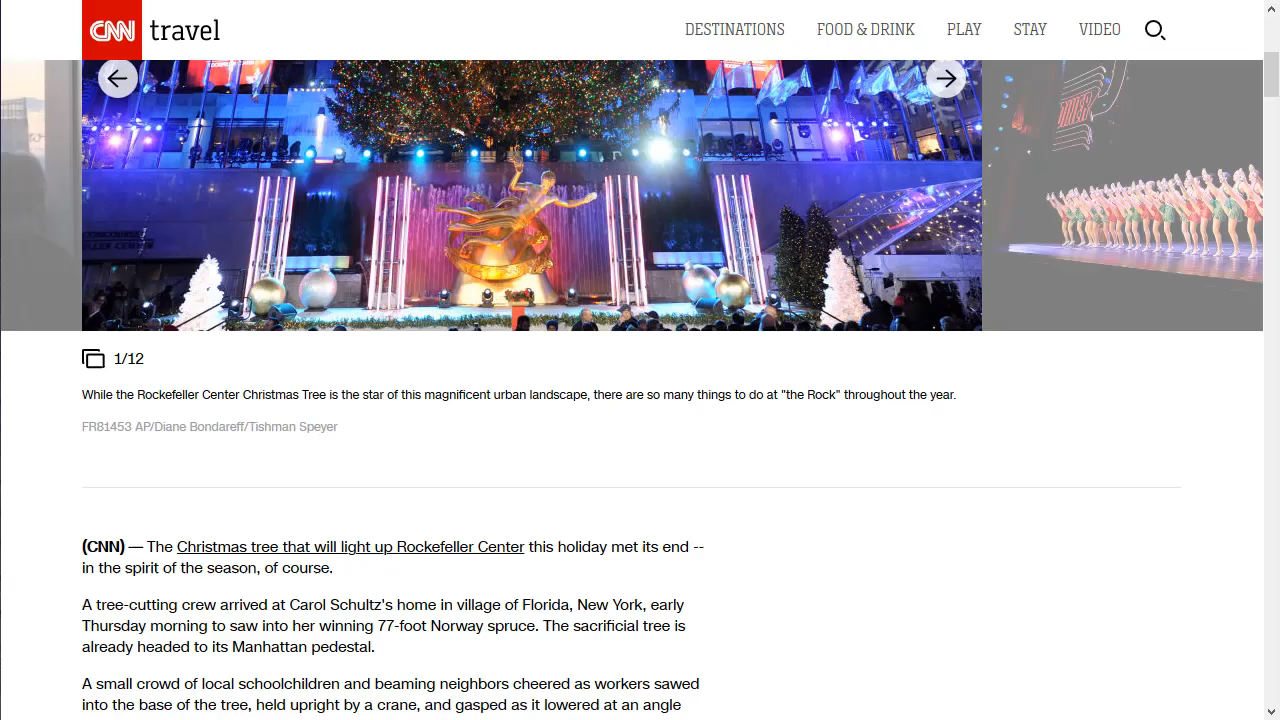 CNN travel
DESTINATIONS FOOD & DRINK PLAY STAY VIDEO
1/12
While the Rockefeller Center Christmas Tree is the star of this magnificent urban landscape, there are so many things to do at "the Rock" throughout the year.
FR81453 AP/Diane Bondareff/Tishman Speyer
(CNN) — The Christmas tree that will light up Rockefeller Center this holiday met its end --
in the spirit of the season, of course.
A tree-cutting crew arrived at Carol Schultz's home in village of Florida, New York, early
Thursday morning to saw into her winning 77-foot Norway spruce. The sacrificial tree is
already headed to its Manhattan pedestal.
A small crowd of local schoolchildren and beaming neighbors cheered as workers sawed
into the base of the tree, held upright by a crane, and gasped as it lowered at an angle